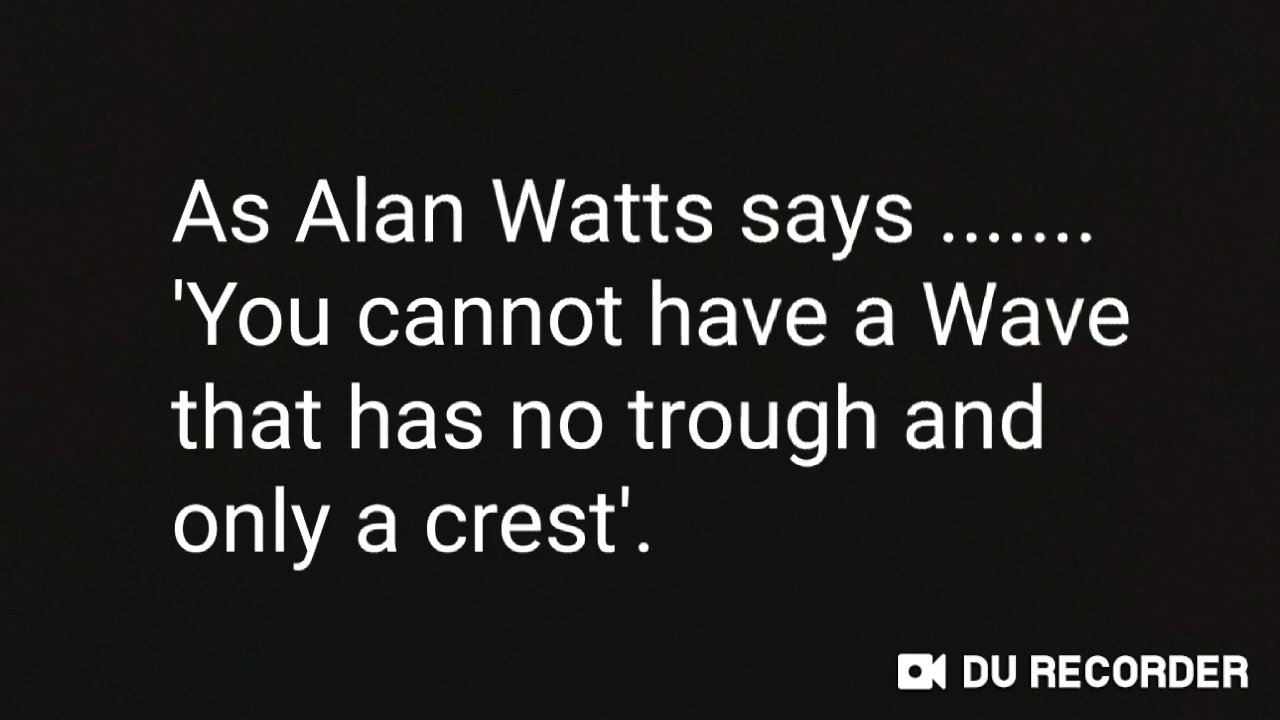 As Alan Watts says .......
'You cannot have a Wave
that has no trough and
only a crest'.
DU RECORDER